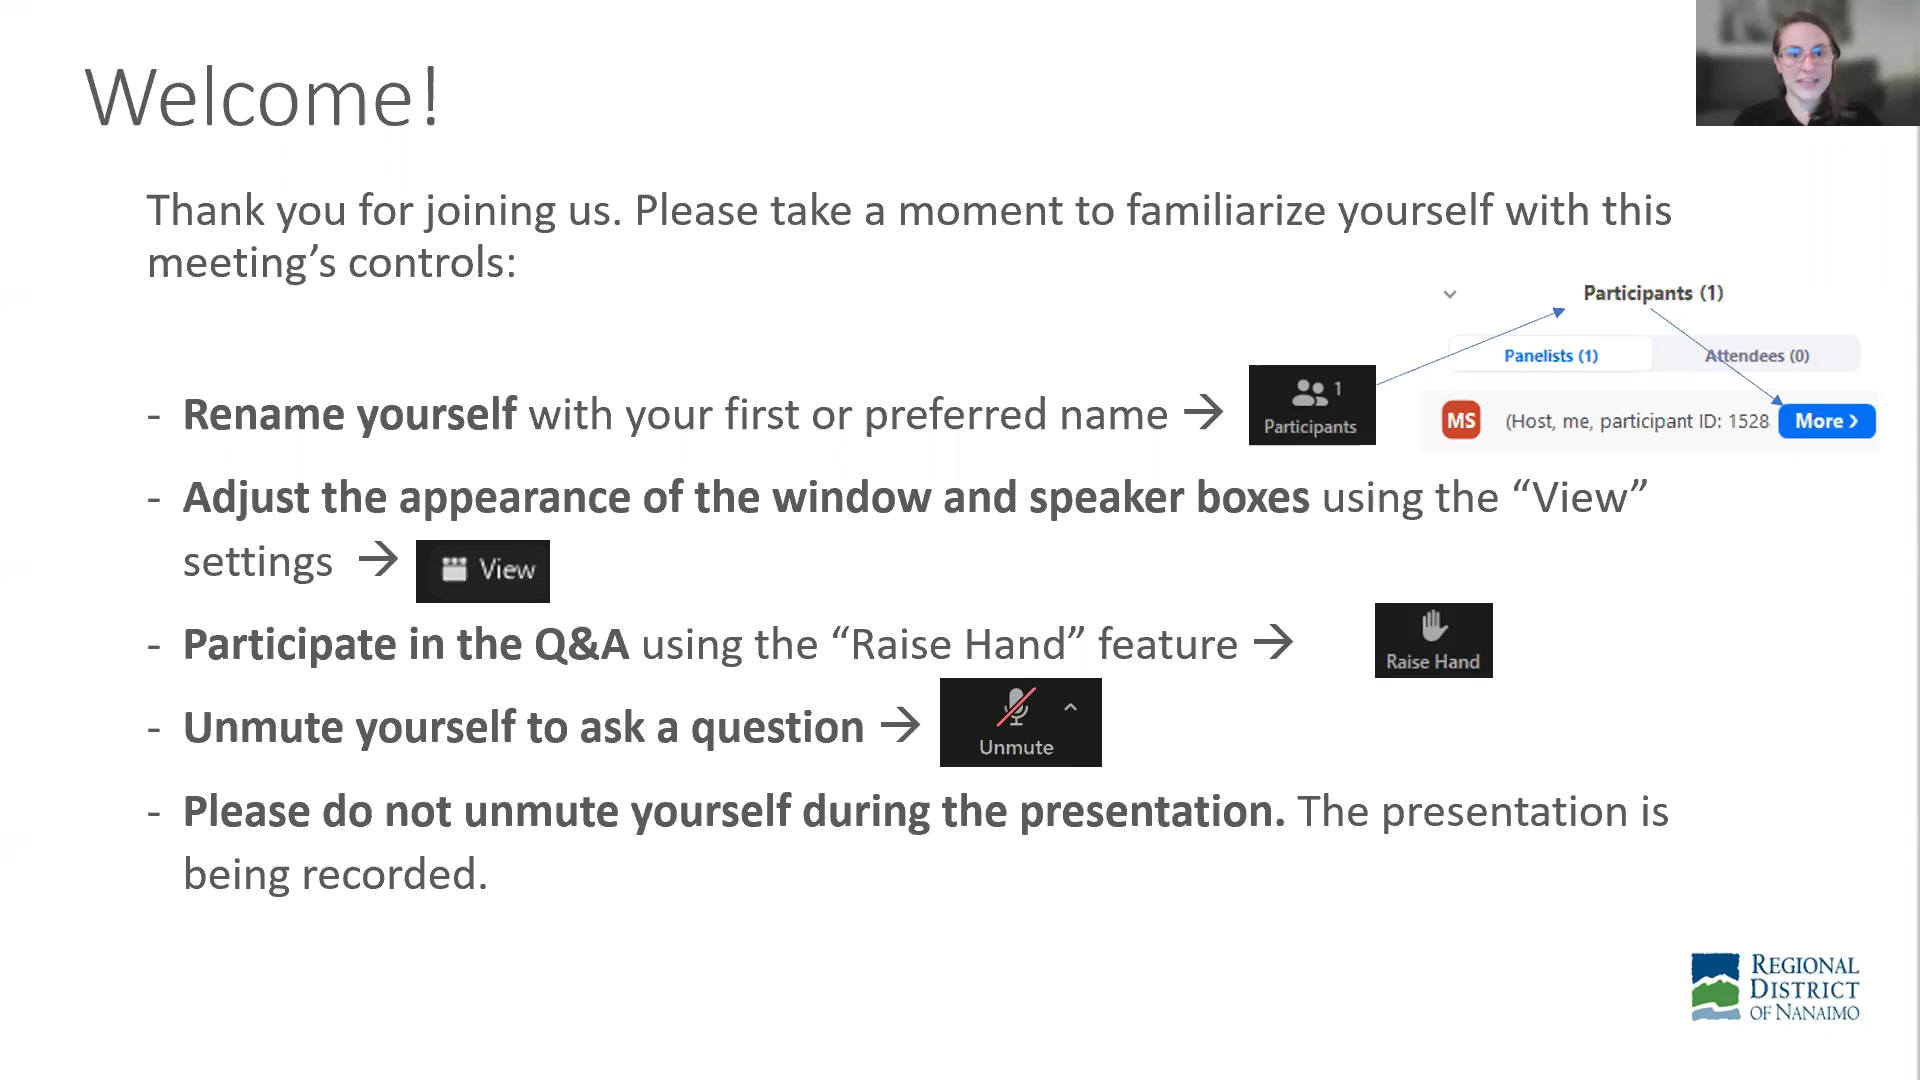 Welcome!
Thank you for joining us. Please take a moment to familiarize yourself with this
meeting’s controls:
Participants (1)
Panelists (1) Attendees (0)
- Rename yourself with your first or preferred name →
1
Participants
MS (Host, me, participant ID: 1528 More >
- Adjust the appearance of the window and speaker boxes using the “View”
settings → View
- Participate in the Q&A using the “Raise Hand” feature →
Raise Hand
- Unmute yourself to ask a question →
Unmute
- Please do not unmute yourself during the presentation. The presentation is
being recorded.
REGIONAL
DISTRICT
OF NANAIMO